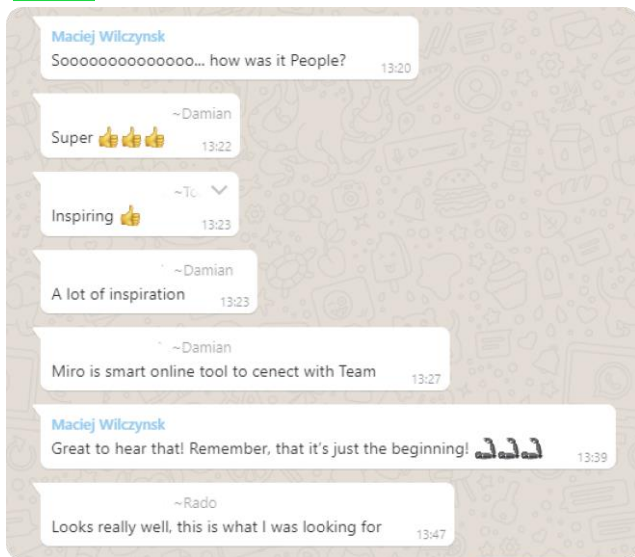 Maciej Wilczynsk
Soooooooooooooo... how was it People?
13:20
~Damian
Super 👍👍👍
13:22
Inspiring 👍
13:23
~Damian
A lot of inspiration
13:23
~Damian
Miro is smart online tool to cenect with Team
13:27
Maciej Wilczynsk
Great to hear that! Remember, that it's just the beginning! 🦾🦾🦾
13:39
~Rado
Looks really well, this is what I was looking for
13:47